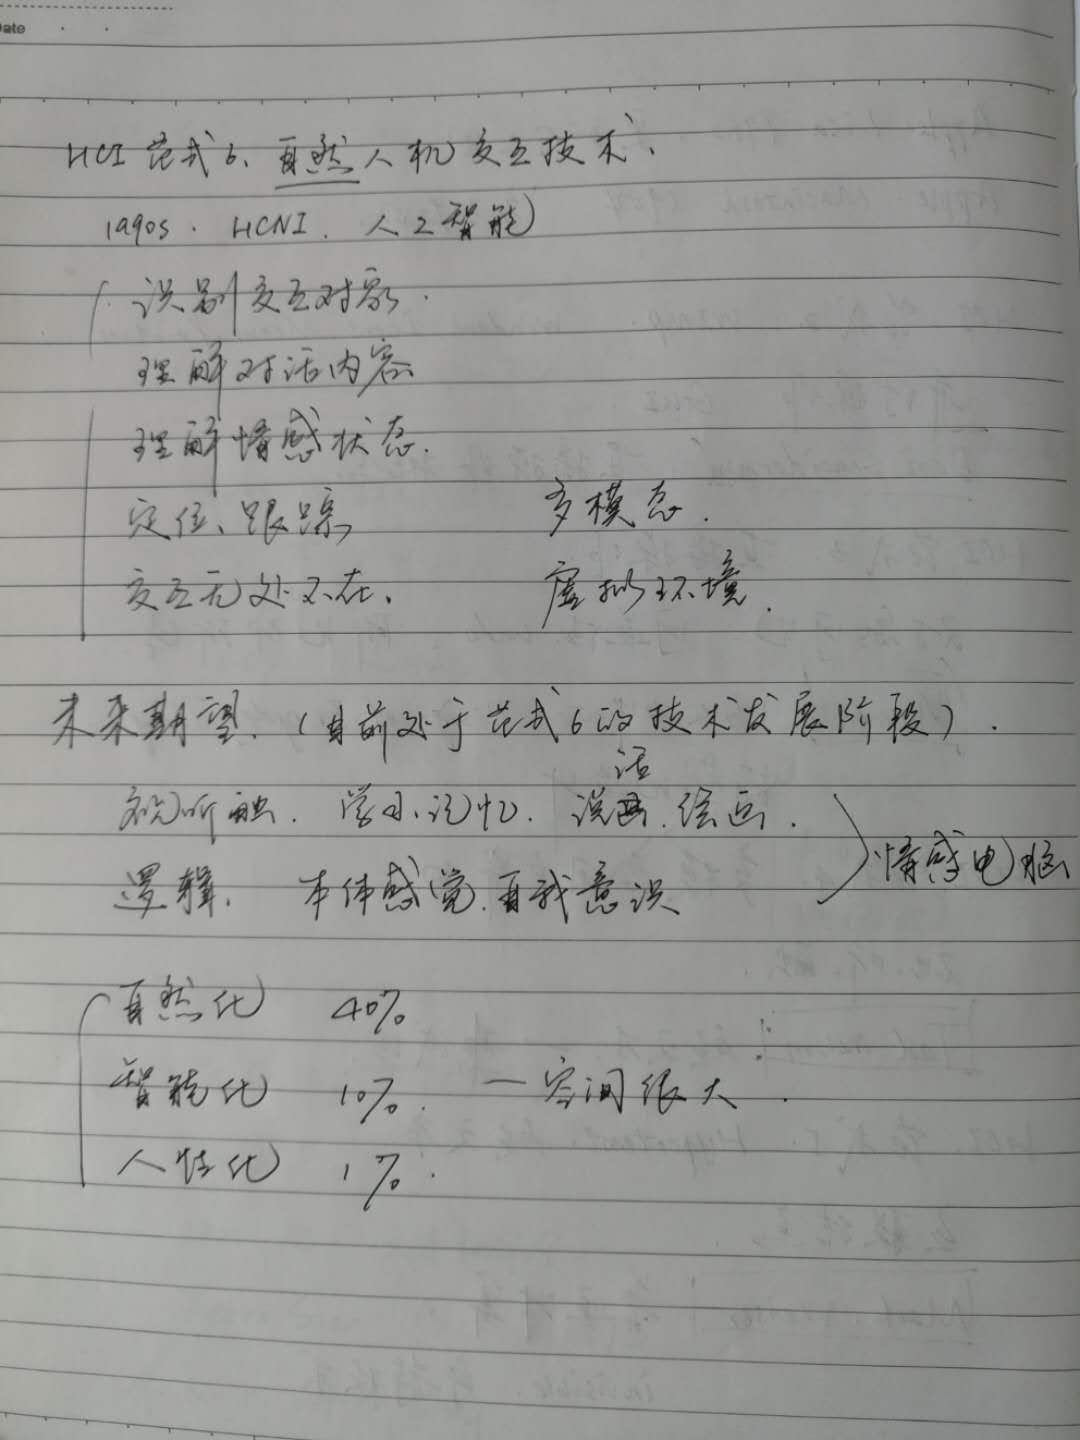 Date
HCI 范式6、自然人机交互技术、
1990s. HCNI. 人工智能
识别交互对象.
理解对话内容
理解情感状态.
定位、跟踪 多模态.
交互无处不在. 虚拟环境.
未来期望. (目前处于范式6的技术发展阶段).
视听触. 学习、记忆. 说话、绘画.
逻辑. 本体感觉.自我意识 情感电脑
自然化 40%
智能化 10%. — 空间很大.
人性化 1%.